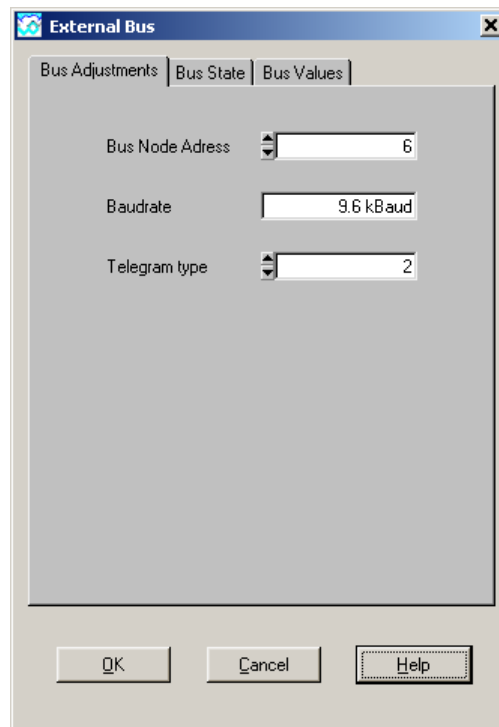 External Bus
Bus Adjustments Bus State Bus Values
Bus Node Adress 6
Baudrate 9.6 kBaud
Telegram type 2
OK Cancel Help